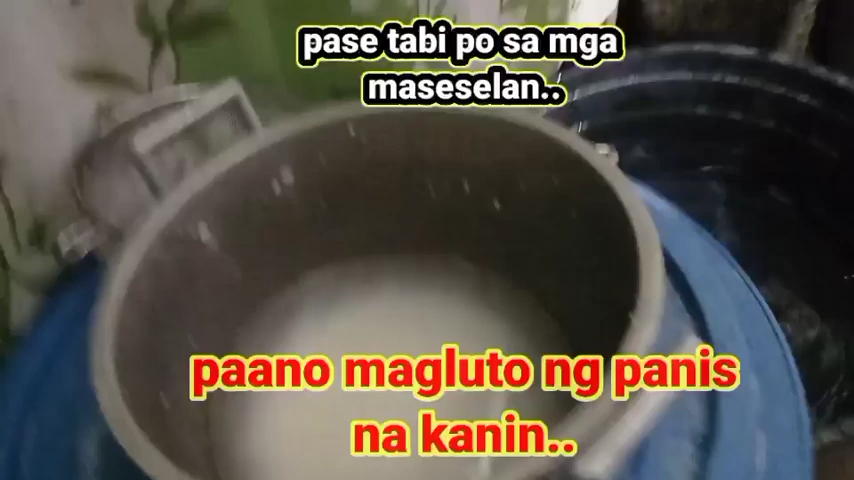 pase tabi po sa mga
maseselan..
paano magluto ng panis
na kanin..